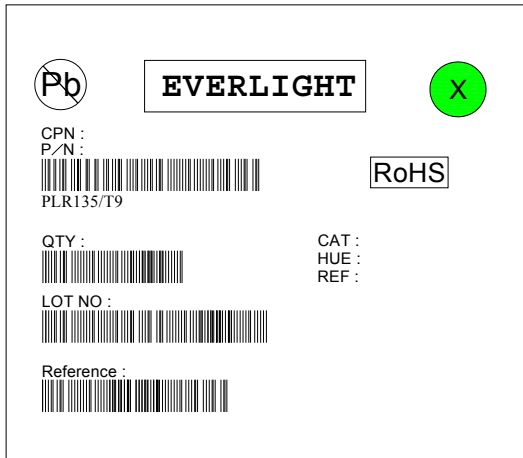 Pb
EVERLIGHT
X
CPN :
P/N :
RoHS
PLR135/T9
QTY :
CAT :
HUE :
REF :
LOT NO :
Reference :